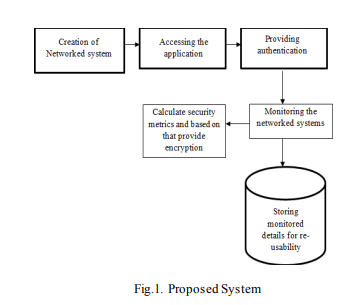 Creation of
Networked system
Accessing the
application
Providing
authentication
Calculate security
metrics and based on
that provide
encryption
Monitoring the
networked systems
Storing
monitored
details for re-
usability
Fig.1. Proposed System